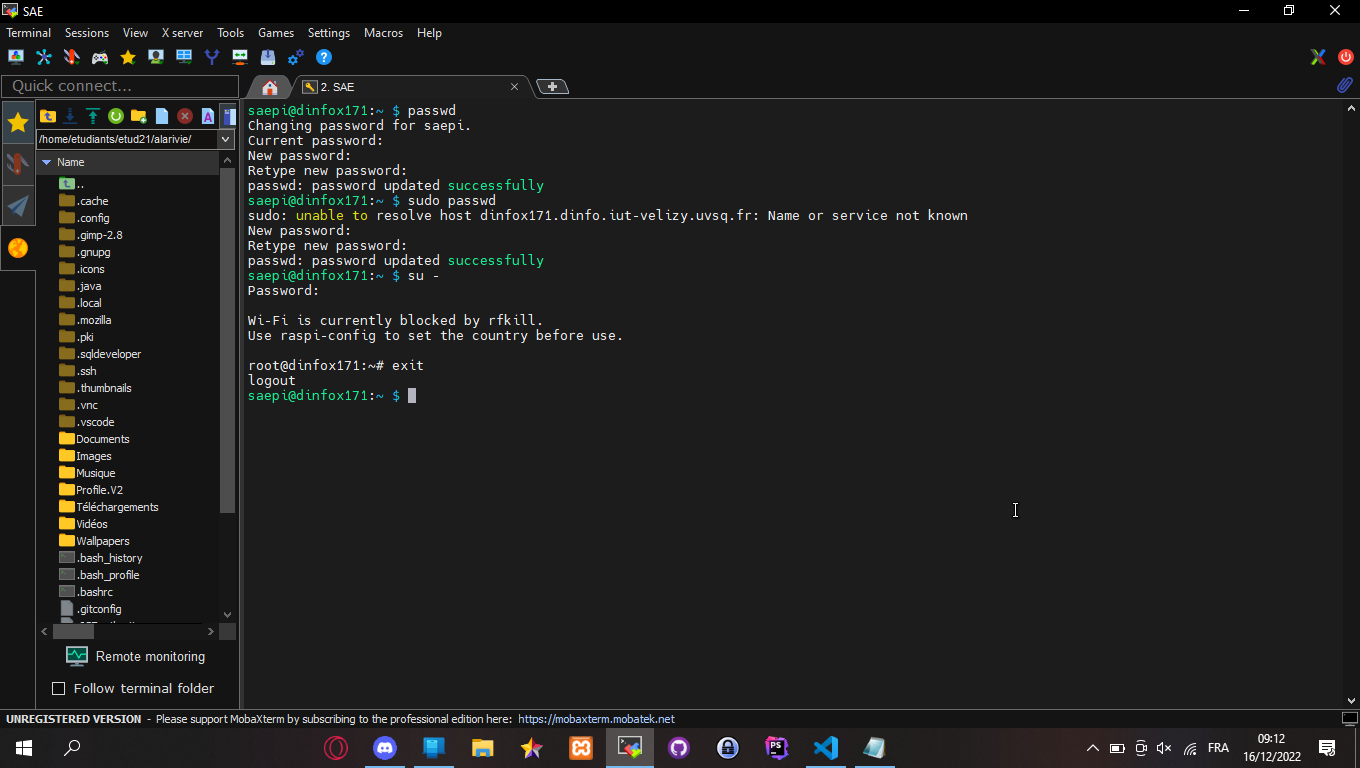 SAE
Terminal Sessions View X server Tools Games Settings Macros Help
Quick connect...
2. SAE
/home/etudiants/etud21/alarivie/
Name
..
.cache
.config
.gimp-2.8
.gnupg
.icons
.java
.local
.mozilla
.pki
.sqldeveloper
.ssh
.thumbnails
.vnc
.vscode
Documents
Images
Musique
Profile.V2
Téléchargements
Vidéos
Wallpapers
.bash_history
.bash_profile
.bashrc
.gitconfig
Remote monitoring
Follow terminal folder
saepi@dinfox171:~ $ passwd
Changing password for saepi.
Current password:
New password:
Retype new password:
passwd: password updated successfully
saepi@dinfox171:~ $ sudo passwd
sudo: unable to resolve host dinfox171.dinfo.iut-velizy.uvsq.fr: Name or service not known
New password:
Retype new password:
passwd: password updated successfully
saepi@dinfox171:~ $ su -
Password:
Wi-Fi is currently blocked by rfkill.
Use raspi-config to set the country before use.
root@dinfox171:~# exit
logout
saepi@dinfox171:~ $
UNREGISTERED VERSION - Please support MobaXterm by subscribing to the professional edition here: https://mobaxterm.mobatek.net
PS
FRA
09:12
16/12/2022